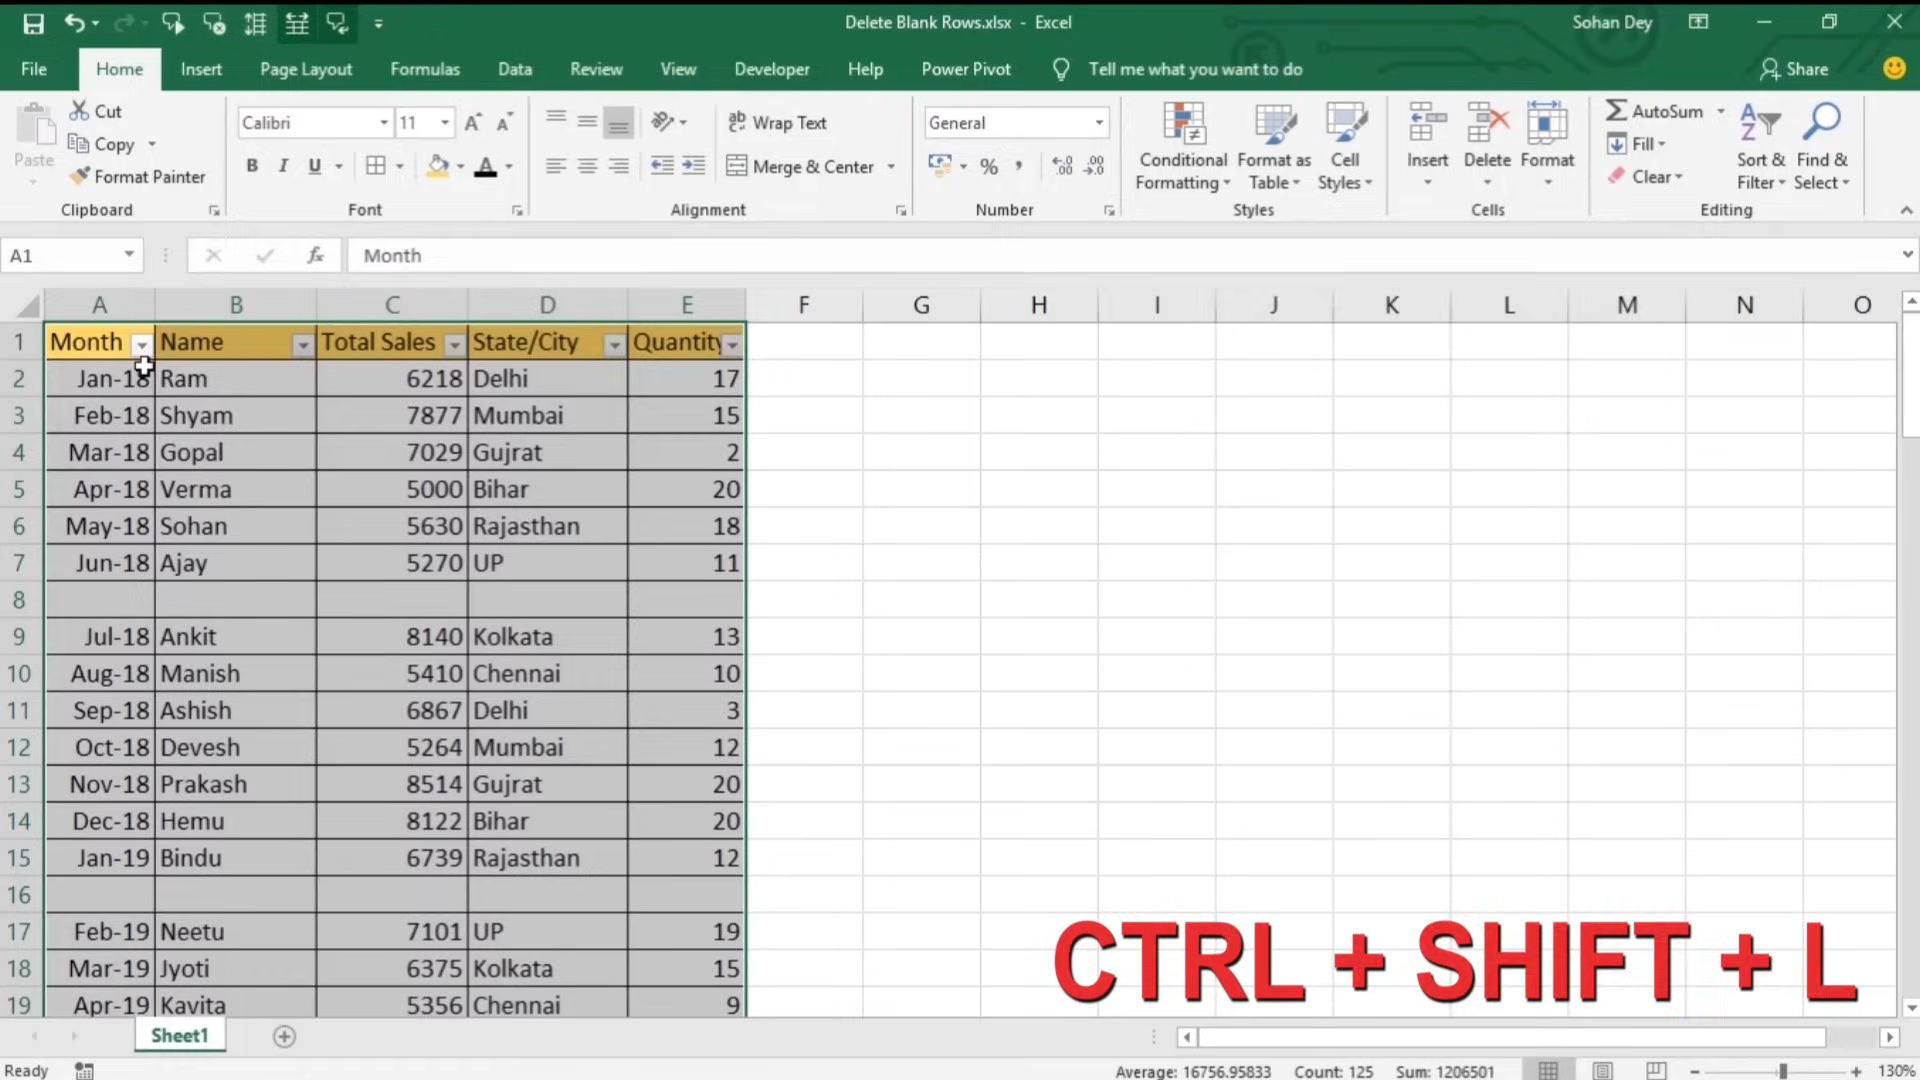 Delete Blank Rows.xlsx - Excel
Sohan Dey
File Home Insert Page Layout Formulas Data Review View Developer Help Power Pivot Tell me what you want to do Share
Paste
Cut
Copy
Format Painter
Clipboard
Calibri 11
B I U
Font
Wrap Text
Merge & Center
Alignment
General
% ,
Number
Conditional Formatting
Format as Table
Cell Styles
Styles
Insert Delete Format
Cells
AutoSum
Fill
Clear
Sort & Filter
Find & Select
Editing
A1 fx Month
A B C D E F G H I J K L M N O
1 Month Name Total Sales State/City Quantity
2 Jan-18 Ram 6218 Delhi 17
3 Feb-18 Shyam 7877 Mumbai 15
4 Mar-18 Gopal 7029 Gujrat 2
5 Apr-18 Verma 5000 Bihar 20
6 May-18 Sohan 5630 Rajasthan 18
7 Jun-18 Ajay 5270 UP 11
8
9 Jul-18 Ankit 8140 Kolkata 13
10 Aug-18 Manish 5410 Chennai 10
11 Sep-18 Ashish 6867 Delhi 3
12 Oct-18 Devesh 5264 Mumbai 12
13 Nov-18 Prakash 8514 Gujrat 20
14 Dec-18 Hemu 8122 Bihar 20
15 Jan-19 Bindu 6739 Rajasthan 12
16
17 Feb-19 Neetu 7101 UP 19
18 Mar-19 Jyoti 6375 Kolkata 15
19 Apr-19 Kavita 5356 Chennai 9
CTRL + SHIFT + L
Sheet1
Ready
Average: 16756.95833 Count: 125 Sum: 1206501
130%